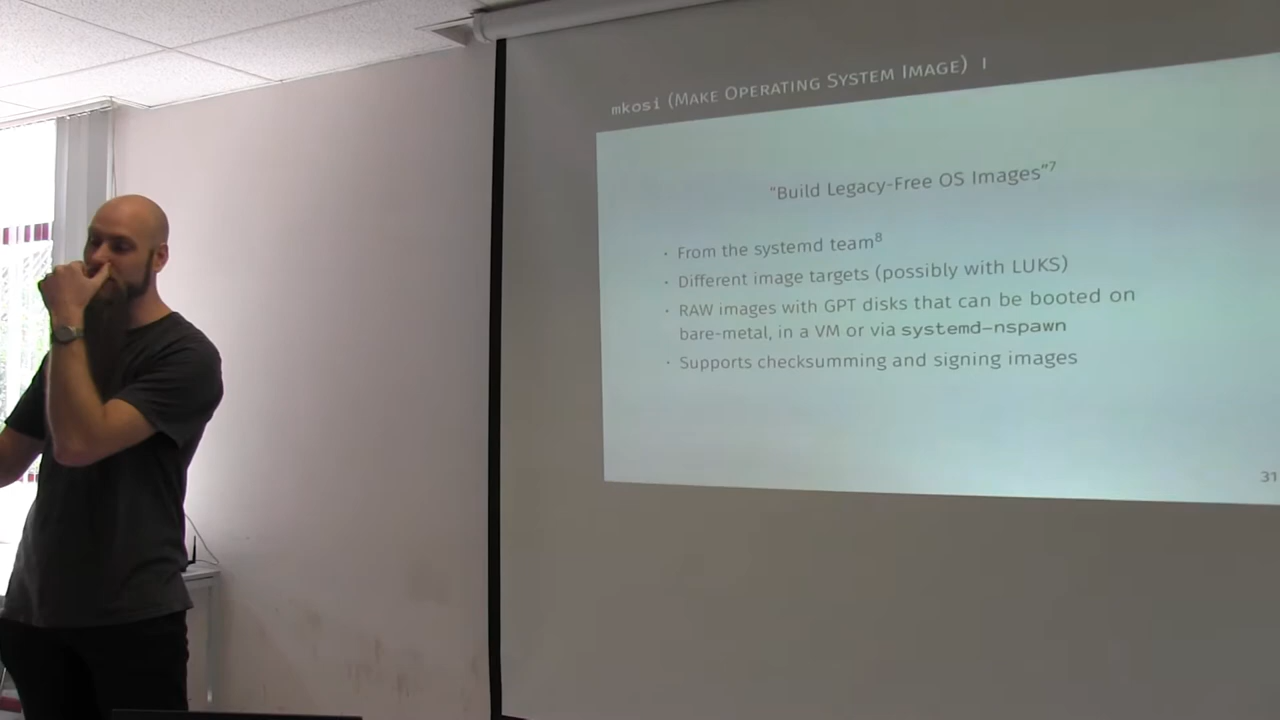 mkosi (Make Operating System Image) I
“Build Legacy-Free OS Images”⁷
· From the systemd team⁸
· Different image targets (possibly with LUKS)
· RAW images with GPT disks that can be booted on
bare-metal, in a VM or via systemd-nspawn
· Supports checksumming and signing images
31